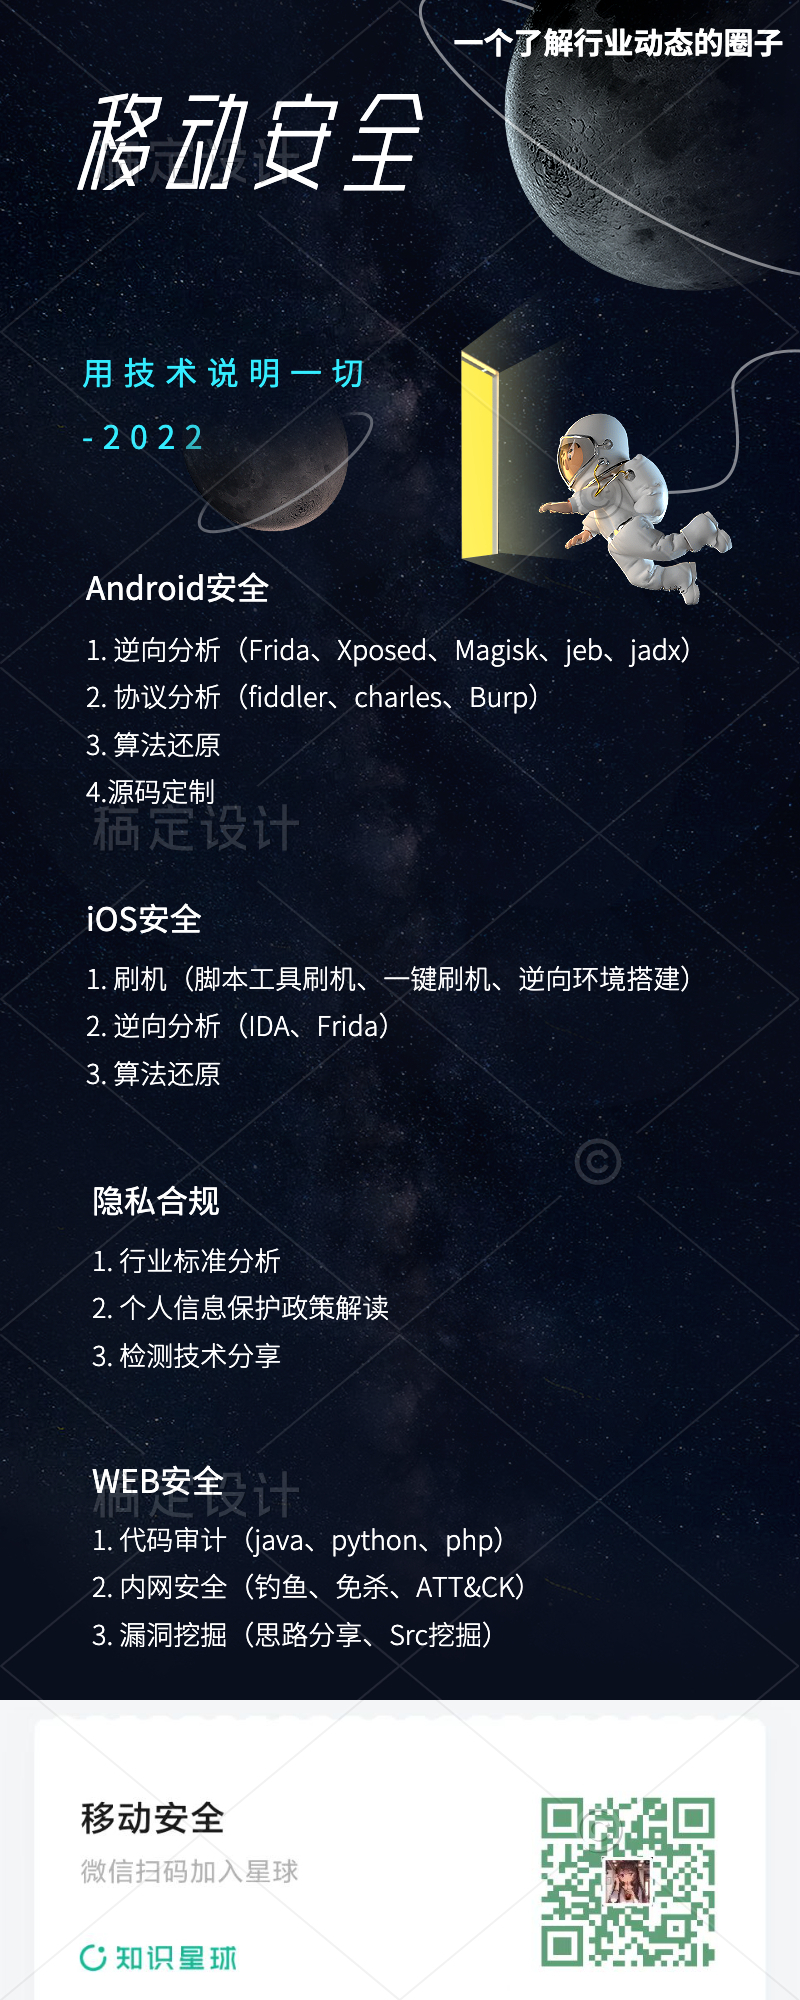 一个了解行业动态的圈子
移动安全
稿定设计
用技术说明一切
-2022
Android安全
1. 逆向分析（Frida、Xposed、Magisk、jeb、jadx）
2. 协议分析（fiddler、charles、Burp）
3. 算法还原
4.源码定制
稿定设计
iOS安全
1. 刷机（脚本工具刷机、一键刷机、逆向环境搭建）
2. 逆向分析（IDA、Frida）
3. 算法还原
©
隐私合规
1. 行业标准分析
2. 个人信息保护政策解读
3. 检测技术分享
WEB安全
稿定设计
1. 代码审计（java、python、php）
2. 内网安全（钓鱼、免杀、ATT&CK）
3. 漏洞挖掘（思路分享、Src挖掘）
移动安全
微信扫码加入星球
知识星球